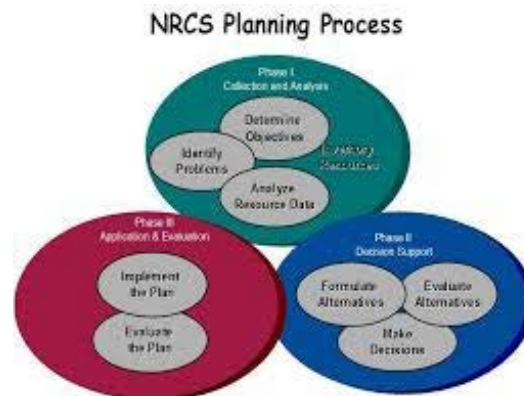 NRCS Planning Process
Phase I
Collection and Analysis
Determine
Objectives
Identify
Problems
Inventory
Resources
Analyze
Resource Data
Phase III
Application & Evaluation
Implement
the Plan
Evaluate
the Plan
Phase II
Decision Support
Formulate
Alternatives
Evaluate
Alternatives
Make
Decisions